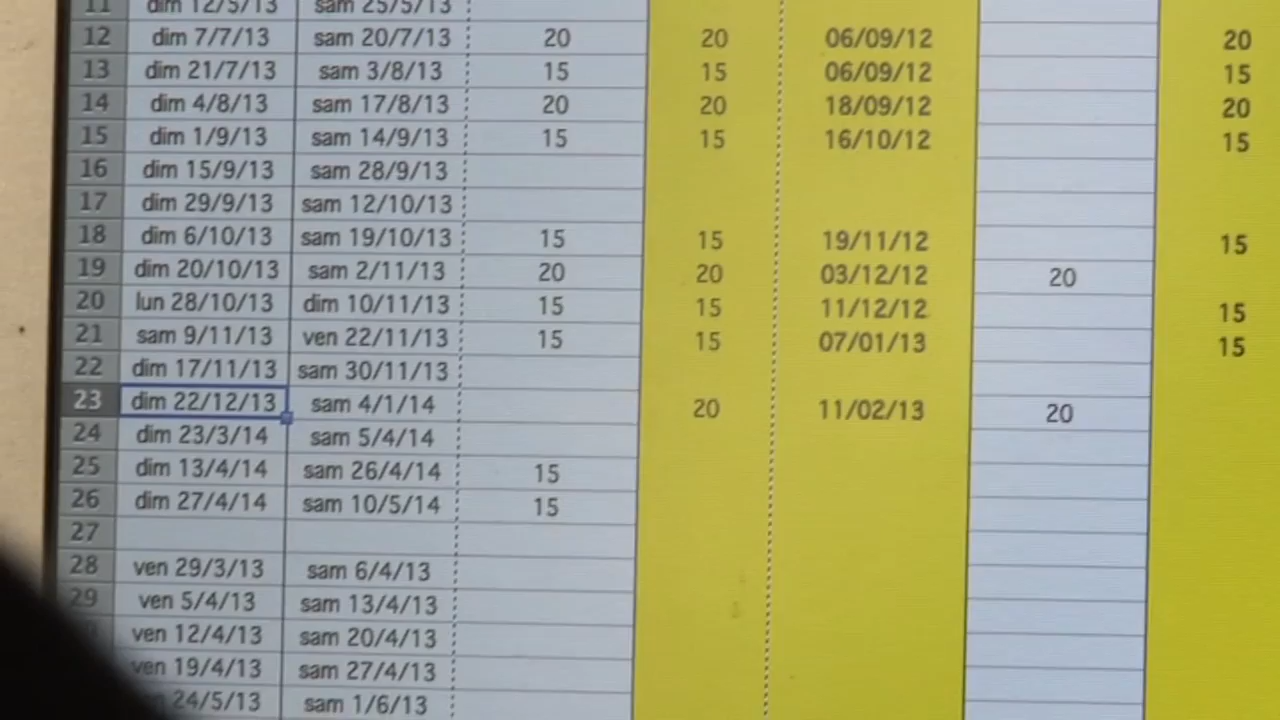 11 dim 12/5/13 sam 25/5/13
12 dim 7/7/13 sam 20/7/13 20 20 06/09/12 20
13 dim 21/7/13 sam 3/8/13 15 15 06/09/12 15
14 dim 4/8/13 sam 17/8/13 20 20 18/09/12 20
15 dim 1/9/13 sam 14/9/13 15 15 16/10/12 15
16 dim 15/9/13 sam 28/9/13
17 dim 29/9/13 sam 12/10/13
18 dim 6/10/13 sam 19/10/13 15 15 19/11/12 15
19 dim 20/10/13 sam 2/11/13 20 20 03/12/12 20
20 lun 28/10/13 dim 10/11/13 15 15 11/12/12 15
21 sam 9/11/13 ven 22/11/13 15 15 07/01/13 15
22 dim 17/11/13 sam 30/11/13
23 dim 22/12/13 sam 4/1/14 20 11/02/13 20
24 dim 23/3/14 sam 5/4/14
25 dim 13/4/14 sam 26/4/14 15
26 dim 27/4/14 sam 10/5/14 15
27
28 ven 29/3/13 sam 6/4/13
29 ven 5/4/13 sam 13/4/13
ven 12/4/13 sam 20/4/13
ven 19/4/13 sam 27/4/13
24/5/13 sam 1/6/13